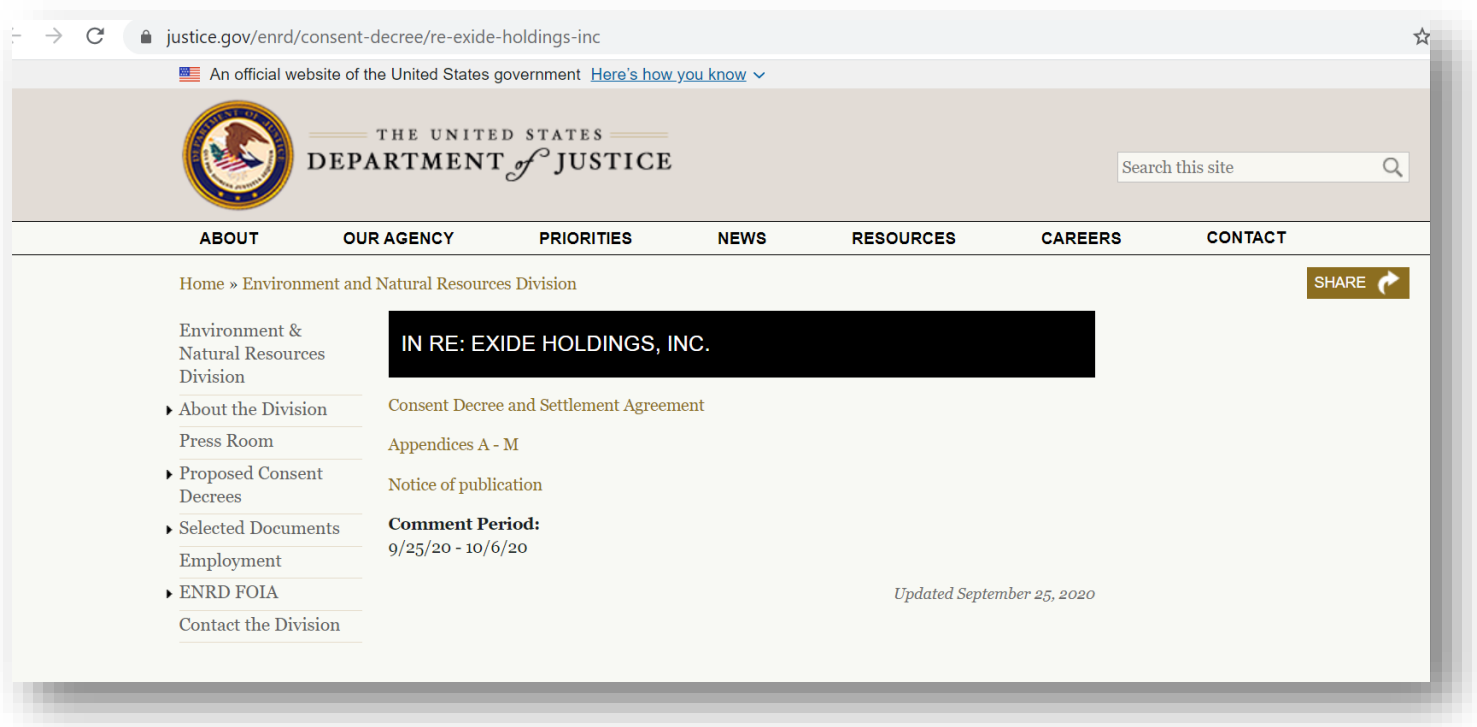 justice.gov/enrd/consent-decree/re-exide-holdings-inc
An official website of the United States government Here's how you know
THE UNITED STATES
DEPARTMENT of JUSTICE
Search this site
ABOUT OUR AGENCY PRIORITIES NEWS RESOURCES CAREERS CONTACT
Home » Environment and Natural Resources Division
SHARE
Environment &
Natural Resources
Division
About the Division
Press Room
Proposed Consent
Decrees
Selected Documents
Employment
ENRD FOIA
Contact the Division
IN RE: EXIDE HOLDINGS, INC.
Consent Decree and Settlement Agreement
Appendices A - M
Notice of publication
Comment Period:
9/25/20 - 10/6/20
Updated September 25, 2020